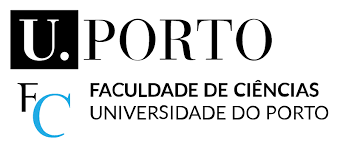 U. PORTO
FC FACULDADE DE CIÊNCIAS
UNIVERSIDADE DO PORTO